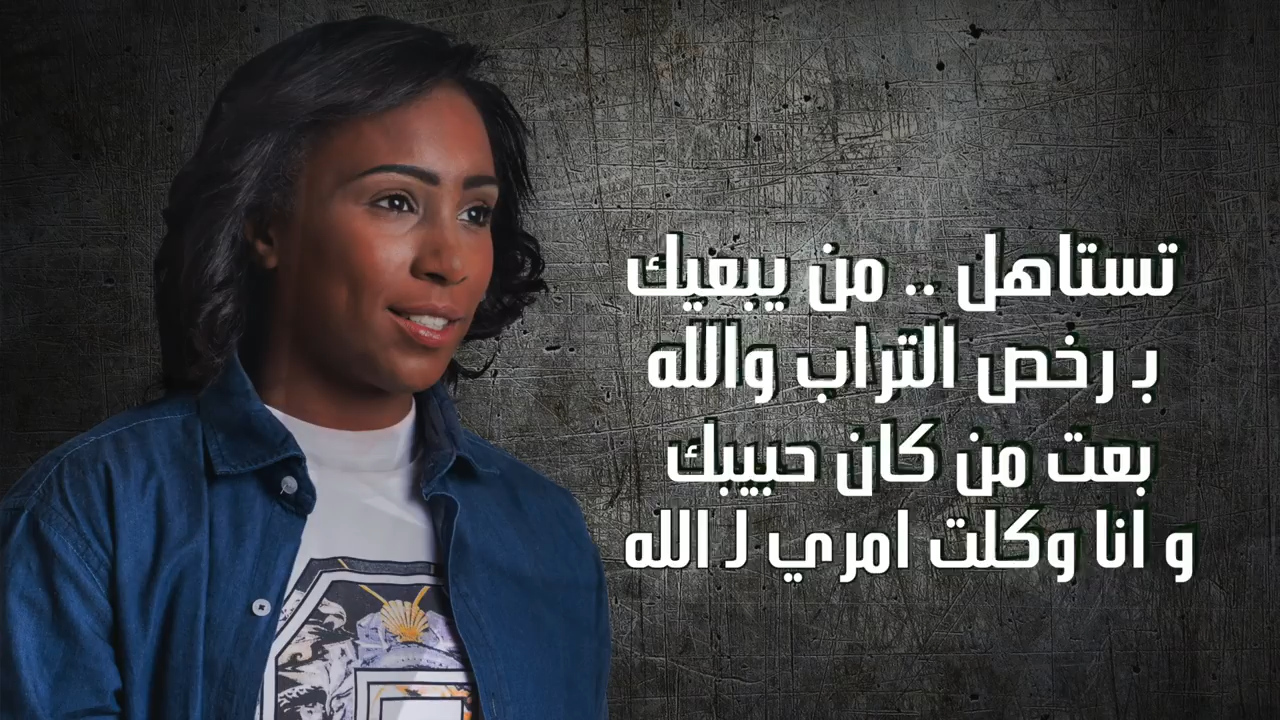 تستاهل .. من يبعيك
بـ رخص التراب والله
بعت من كان حبيبك
و انا وكلت امري لـ الله